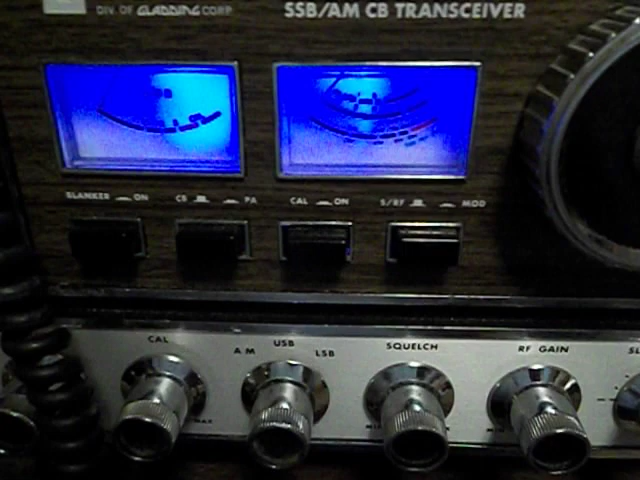 DIV. OF GLADDING CORP.
SSB/AM CB TRANSCEIVER
BLANKER ON CB PA CAL ON S/RF MOD
CAL AM USB LSB SQUELCH RF GAIN